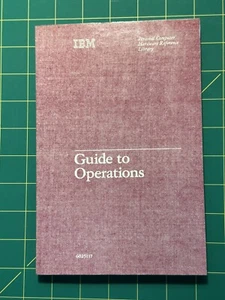 IBM
Personal Computer
Hardware Reference
Library
Guide to
Operations